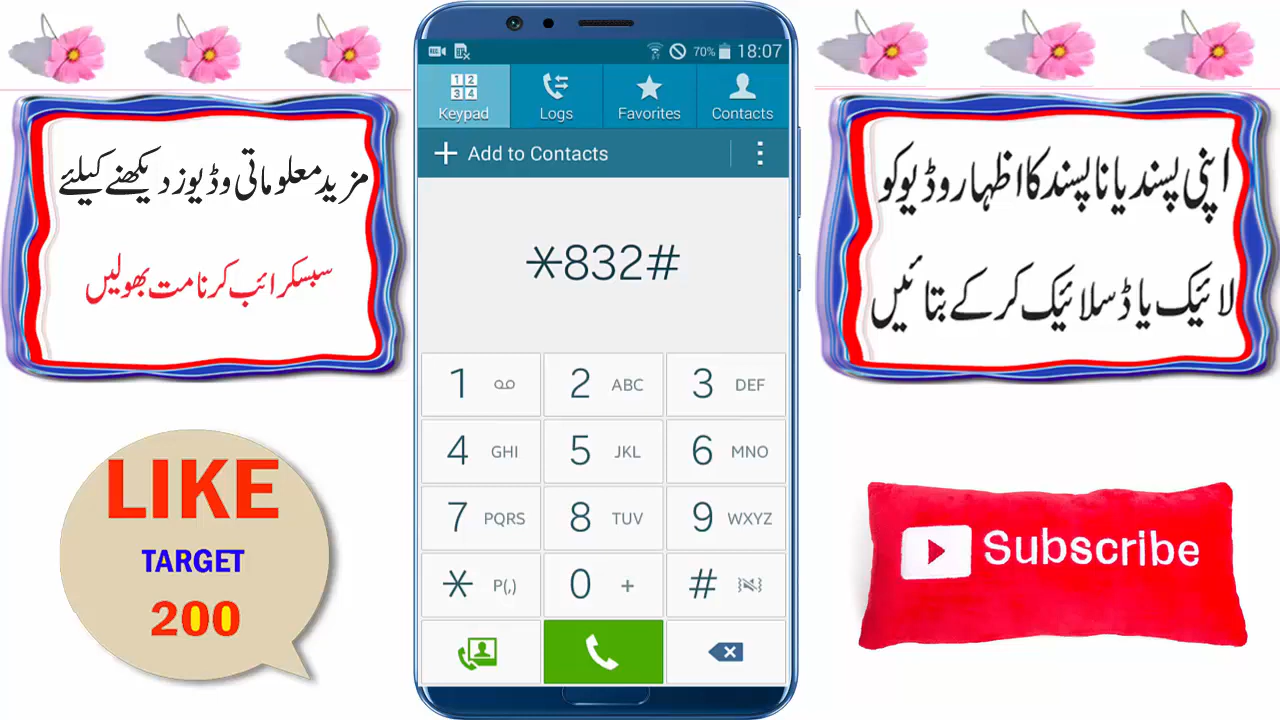 مزید معلوماتی وڈیوز دیکھنے کیلئے
سبسکرائب کرنا مت بھولیں
LIKE
TARGET
200
70% 18:07
Keypad Logs Favorites Contacts
+ Add to Contacts
*832#
1
2 ABC
3 DEF
4 GHI
5 JKL
6 MNO
7 PQRS
8 TUV
9 WXYZ
* P(,)
0 +
#
اپنی پسند یا ناپسند کا اظہار وڈیو کو
لائیک یا ڈسلائیک کر کے بتائیں
Subscribe